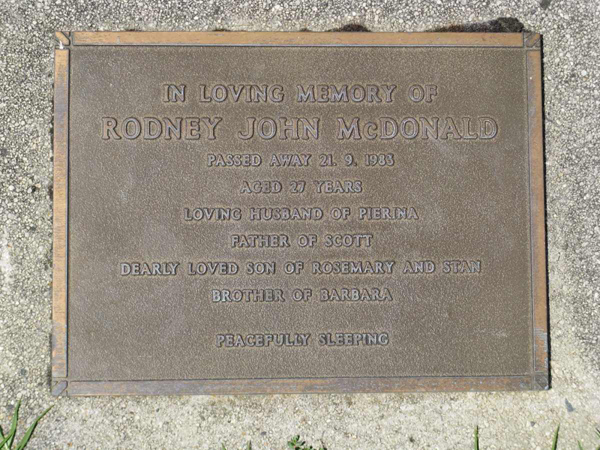 IN LOVING MEMORY OF
RODNEY JOHN McDONALD
PASSED AWAY 21. 9. 1983
AGED 27 YEARS
LOVING HUSBAND OF PIERINA
FATHER OF SCOTT
DEARLY LOVED SON OF ROSEMARY AND STAN
BROTHER OF BARBARA
PEACEFULLY SLEEPING